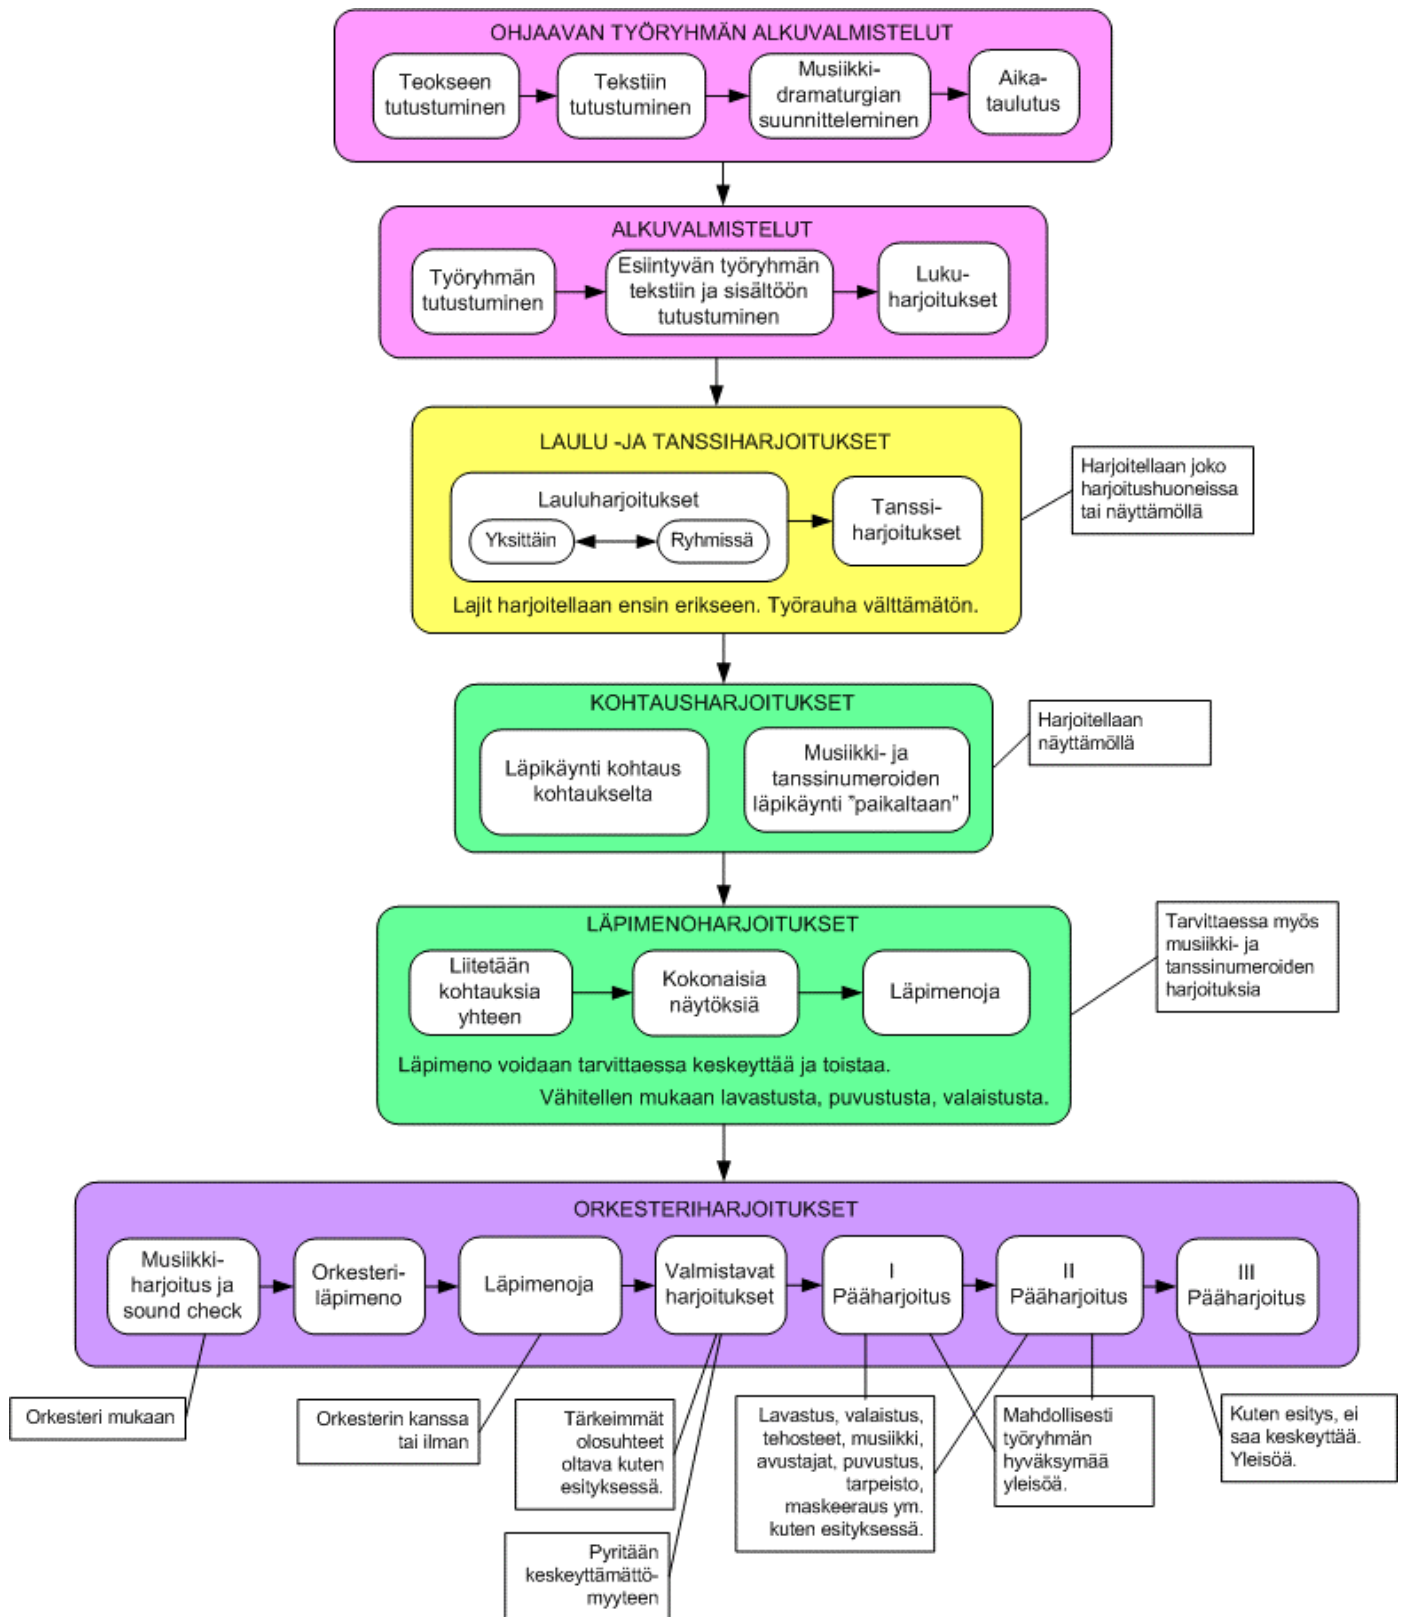 OHJAAVAN TYÖRYHMÄN ALKUVALMISTELUT
Teokseen
tutustuminen
Tekstiin
tutustuminen
Musiikki-
dramaturgian
suunnitteleminen
Aika-
taulutus
ALKUVALMISTELUT
Työryhmän
tutustuminen
Esiintyvän työryhmän
tekstiin ja sisältöön
tutustuminen
Luku-
harjoitukset
LAULU -JA TANSSIHARJOITUKSET
Lauluharjoitukset
Yksittäin
Ryhmissä
Tanssi-
harjoitukset
Lajit harjoitellaan ensin erikseen. Työrauha välttämätön.
Harjoitellaan joko
harjoitushuoneissa
tai näyttämöllä
KOHTAUSHARJOITUKSET
Läpikäynti kohtaus
kohtaukselta
Musiikki- ja
tanssinumeroiden
läpikäynti ”paikaltaan”
Harjoitellaan
näyttämöllä
LÄPIMENOHARJOITUKSET
Liitetään
kohtauksia
yhteen
Kokonaisia
näytöksiä
Läpimenoja
Läpimeno voidaan tarvittaessa keskeyttää ja toistaa.
Vähitellen mukaan lavastusta, puvustusta, valaistusta.
Tarvittaessa myös
musiikki- ja
tanssinumeroiden
harjoituksia
ORKESTERIHARJOITUKSET
Musiikki-
harjoitus ja
sound check
Orkesteri-
läpimeno
Läpimenoja
Valmistavat
harjoitukset
I
Pääharjoitus
II
Pääharjoitus
III
Pääharjoitus
Orkesteri mukaan
Orkesterin kanssa
tai ilman
Tärkeimmät
olosuhteet
oltava kuten
esityksessä.
Pyritään
keskeyttämättö-
myyteen
Lavastus, valaistus,
tehosteet, musiikki,
avustajat, puvustus,
tarpeisto,
maskeeraus ym.
kuten esityksessä.
Mahdollisesti
työryhmän
hyväksymää
yleisöä.
Kuten esitys, ei
saa keskeyttää.
Yleisöä.